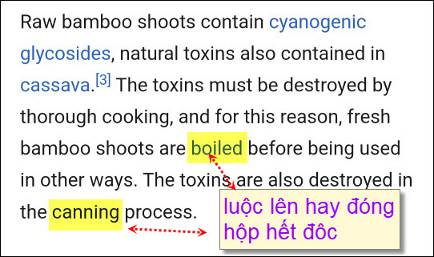 Raw bamboo shoots contain cyanogenic
glycosides, natural toxins also contained in
cassava.[3] The toxins must be destroyed by
thorough cooking, and for this reason, fresh
bamboo shoots are boiled before being used
in other ways. The toxins are also destroyed in
the canning process.
luộc lên hay đóng
hộp hết đôc